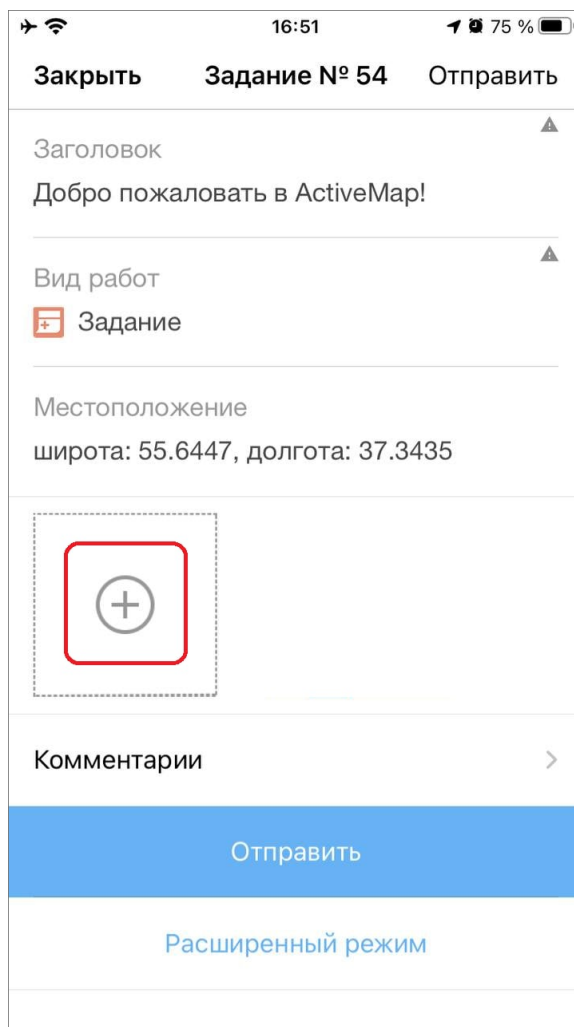 16:51 75 %
Закрыть Задание № 54 Отправить
Заголовок
Добро пожаловать в ActiveMap!
Вид работ
Задание
Местоположение
широта: 55.6447, долгота: 37.3435
Комментарии
Отправить
Расширенный режим